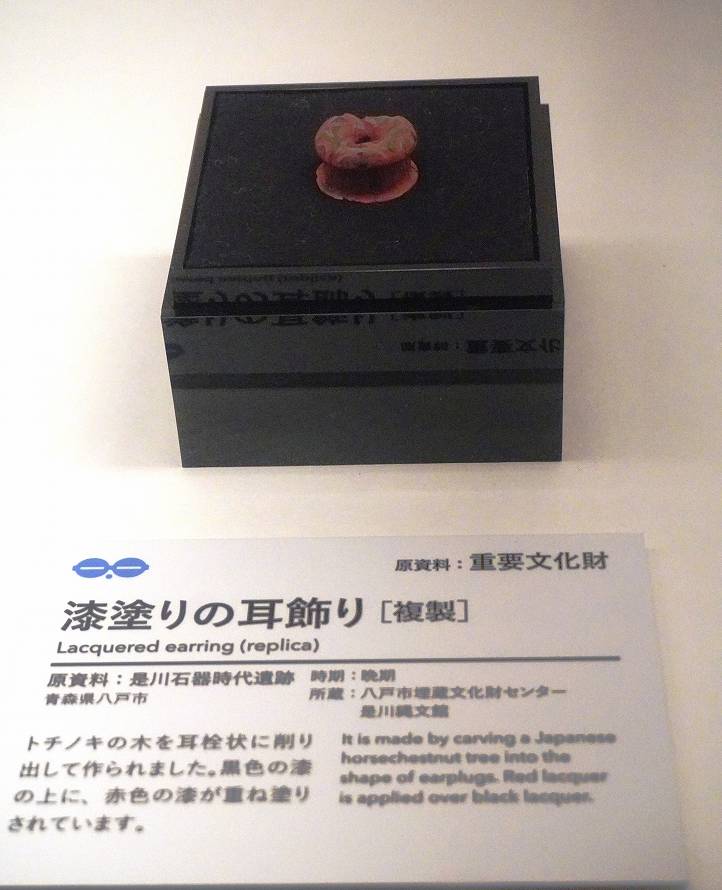 原資料：重要文化財
漆塗りの耳飾り［複製］
Lacquered earring (replica)
原資料：是川石器時代遺跡
青森県八戸市
時期：晩期
所蔵：八戸市埋蔵文化財センター
是川縄文館
トチノキの木を耳栓状に削り
出して作られました。黒色の漆
の上に、赤色の漆が重ね塗り
されています。
It is made by carving a Japanese
horsechestnut tree into the
shape of earplugs. Red lacquer
is applied over black lacquer.